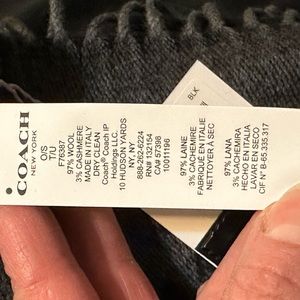 COACH
NEW YORK
O/S
T/U
F76387
97% WOOL
3% CASHMERE
MADE IN ITALY
DRY CLEAN
Coach® Coach IP
Holdings LLC.
10 HUDSON YARDS
NY, NY
888-262-6224
RN# 132154
CA# 57398
10011196
97% LAINE
3% CACHEMIRE
FABRIQUÉ EN ITALIE
NETTOYER À SEC
97% LANA
3% CACHEMIRA
HECHO EN ITALIA
LAVAR EN SECO
CIF N° B-65 335 317
BLK